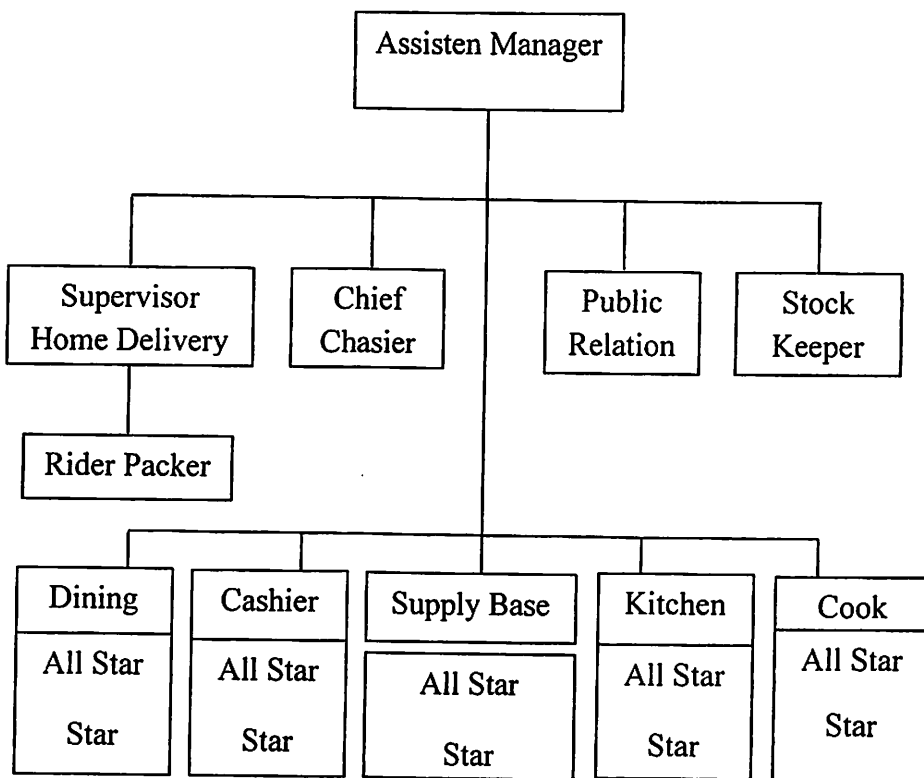 Assisten Manager
Supervisor
Home Delivery
Chief
Chasier
Public
Relation
Stock
Keeper
Rider Packer
Dining
All Star
Star
Cashier
All Star
Star
Supply Base
All Star
Star
Kitchen
All Star
Star
Cook
All Star
Star